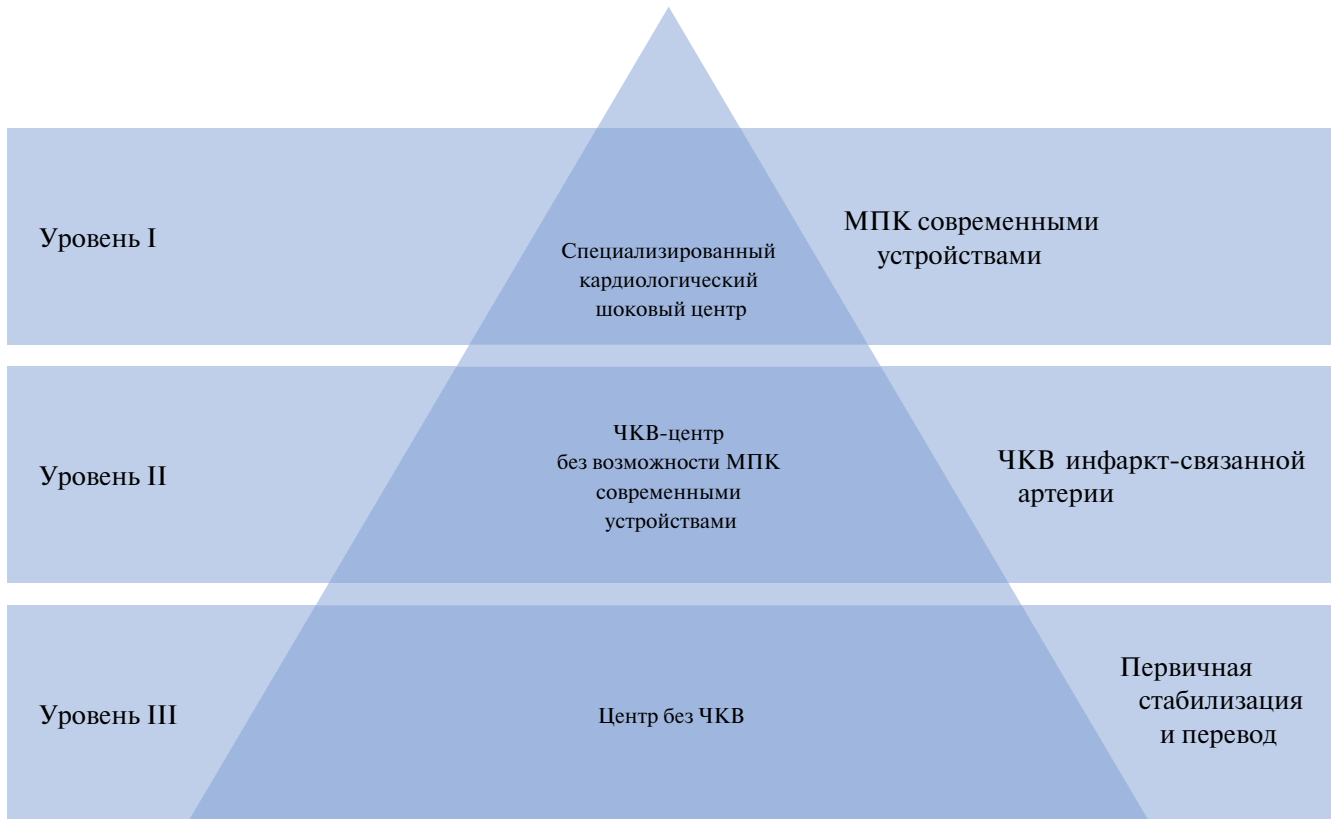 Уровень I
Специализированный
кардиологический
шоковый центр
МПК современными
устройствами
Уровень II
ЧКВ-центр
без возможности МПК
современными
устройствами
ЧКВ инфаркт-связанной
артерии
Уровень III
Центр без ЧКВ
Первичная
стабилизация
и перевод